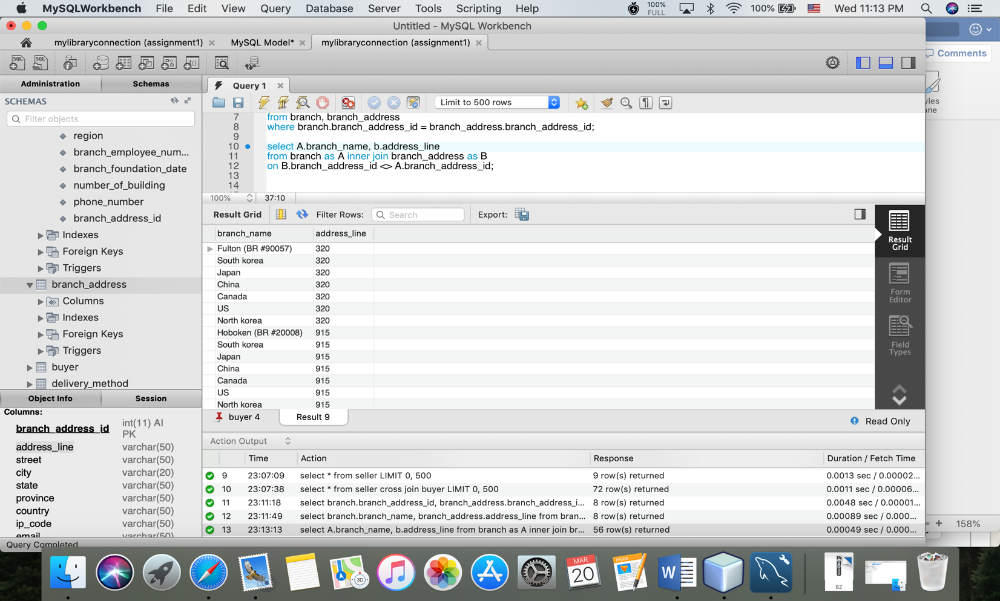 MySQLWorkbench File Edit View Query Database Server Tools Scripting Help 100% FULL 100% Wed 11:13 PM
Untitled - MySQL Workbench
mylibraryconnection (assignment1) MySQL Model* mylibraryconnection (assignment1)
Comments
Administration Schemas
Query 1
SCHEMAS
Filter objects
Limit to 500 rows
region
branch_employee_num...
branch_foundation_date
number_of_building
phone_number
branch_address_id
Indexes
Foreign Keys
Triggers
branch_address
Columns
Indexes
Foreign Keys
Triggers
buyer
delivery_method
7 from branch, branch_address
8 where branch.branch_address_id = branch_address.branch_address_id;
9
10 select A.branch_name, b.address_line
11 from branch as A inner join branch_address as B
12 on B.branch_address_id <> A.branch_address_id;
13
14
100% 37:10
Result Grid Filter Rows: Search Export:
branch_name address_line
Fulton (BR #90057) 320
South korea 320
Japan 320
China 320
Canada 320
US 320
North korea 320
Hoboken (BR #20008) 915
South korea 915
Japan 915
China 915
Canada 915
US 915
North korea 915
Result Grid
Form Editor
Field Types
buyer 4 Result 9 Read Only
Object Info Session
Columns:
branch_address_id int(11) AI PK
address_line varchar(50)
street varchar(50)
city varchar(20)
state varchar(50)
province varchar(50)
country varchar(50)
ip_code varchar(50)
email varchar(50)
Action Output
Time Action Response Duration / Fetch Time
9 23:07:09 select * from seller LIMIT 0, 500 9 row(s) returned 0.0013 sec / 0.00002...
10 23:07:38 select * from seller cross join buyer LIMIT 0, 500 72 row(s) returned 0.0011 sec / 0.00006...
11 23:11:18 select branch.branch_address_id, branch_address.branch_address_i... 8 row(s) returned 0.0048 sec / 0.00001...
12 23:11:49 select branch.branch_name, branch_address.address_line from bran... 8 row(s) returned 0.00089 sec / 0.000...
13 23:13:13 select A.branch_name, b.address_line from branch as A inner join br... 56 row(s) returned 0.00049 sec / 0.000...
158%
Query Completed
3D
MAR
20
PAGES
W
BZ